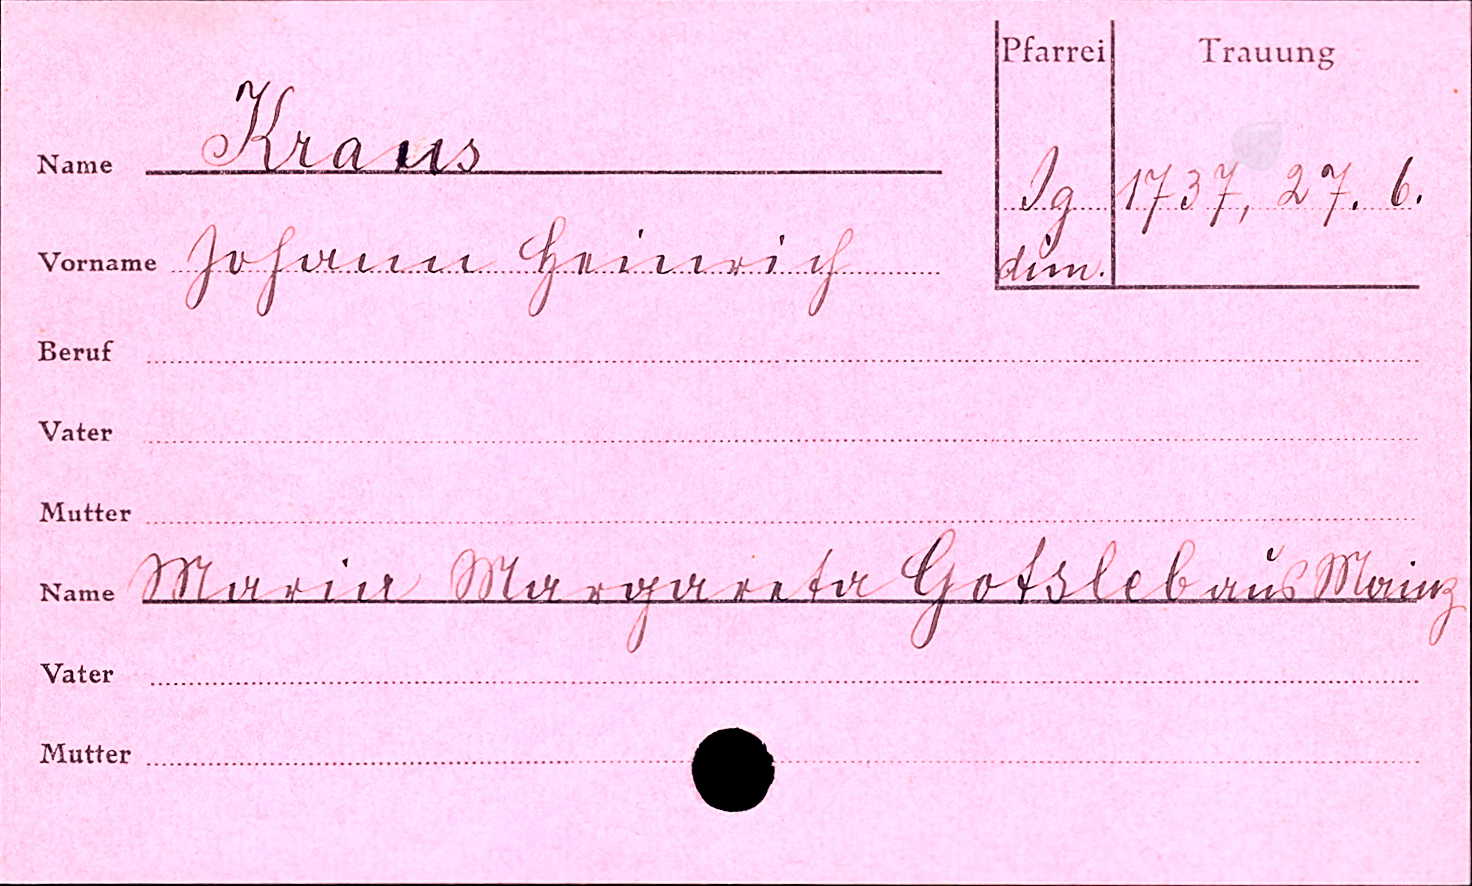 Pfarrei Trauung
Name Kraus
Jg 1737, 27. 6.
Vorname Johann Heinrich
dim.
Beruf
Vater
Mutter
Name Maria Margareta Gotsleb aus Mainz
Vater
Mutter